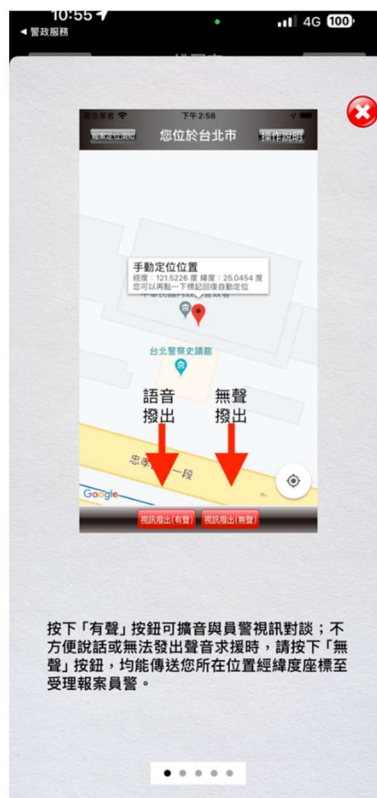 10:55
4G 100
◀ 警政服務
下午2:58
您位於台北市
操作說明
手動定位位置
經度：121.5226 度 緯度：25.0454 度
您可以再點一下標記回復自動定位
台北警察史蹟館
語音
撥出
無聲
撥出
一段
Google
視訊撥出(有聲)
視訊撥出(無聲)
按下「有聲」按鈕可擴音與員警視訊對談；不
方便說話或無法發出聲音求援時，請按下「無
聲」按鈕，均能傳送您所在位置經緯度座標至
受理報案員警。